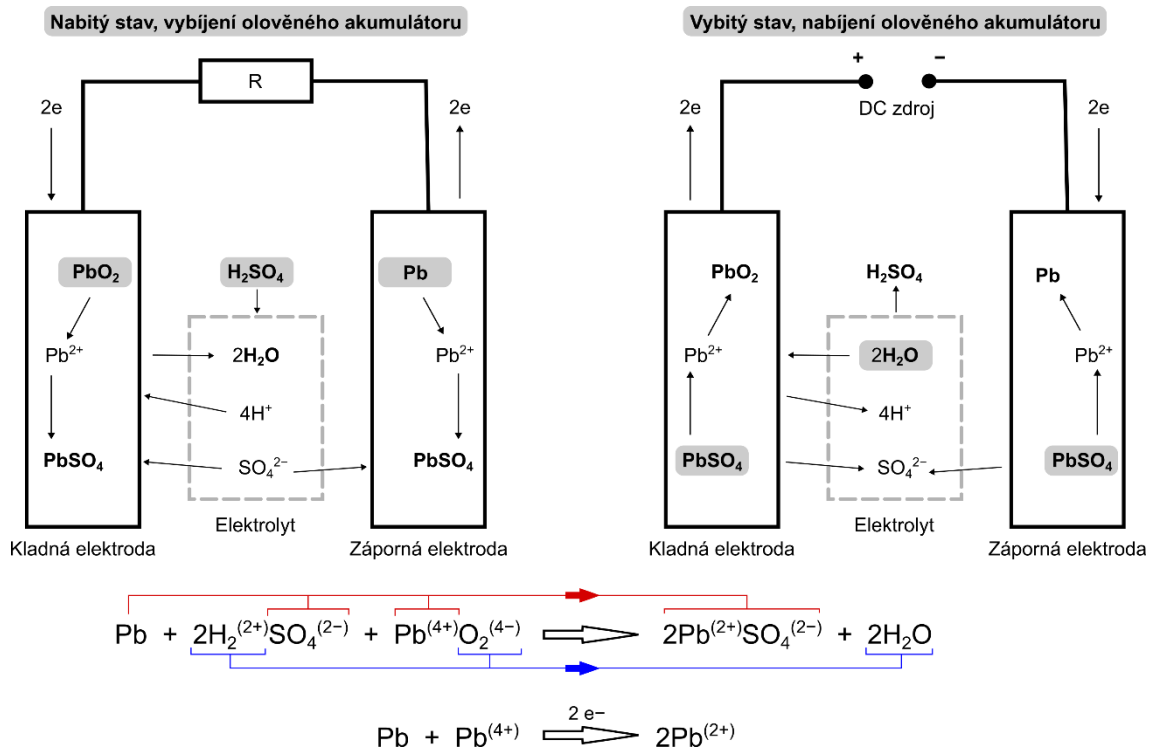 Nabitý stav, vybíjení olověného akumulátoru
R
2e
2e
PbO₂
H₂SO₄
Pb
Pb²⁺
2H₂O
Pb²⁺
4H⁺
PbSO₄
SO₄²⁻
PbSO₄
Elektrolyt
Kladná elektroda
Záporná elektroda
Vybitý stav, nabíjení olověného akumulátoru
+ −
DC zdroj
2e
2e
PbO₂
H₂SO₄
Pb
Pb²⁺
2H₂O
Pb²⁺
4H⁺
PbSO₄
SO₄²⁻
PbSO₄
Elektrolyt
Kladná elektroda
Záporná elektroda
Pb + 2H₂⁽²⁺⁾SO₄⁽²⁻⁾ + Pb⁽⁴⁺⁾O₂⁽⁴⁻⁾ ⇒ 2Pb⁽²⁺⁾SO₄⁽²⁻⁾ + 2H₂O
2 e−
Pb + Pb⁽⁴⁺⁾ ⇒ 2Pb⁽²⁺⁾